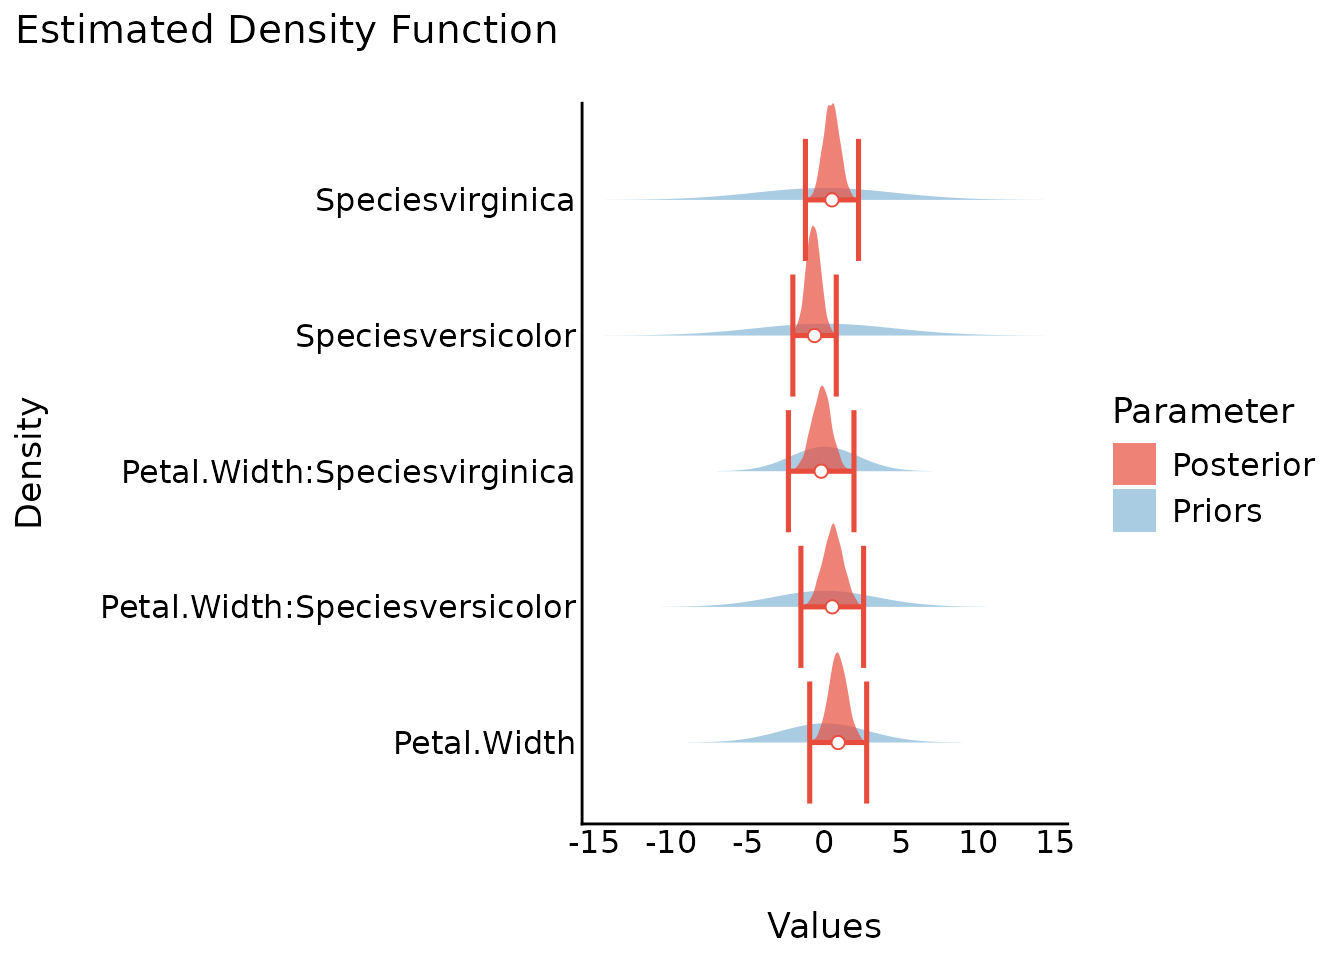 Estimated Density Function
Speciesvirginica
Speciesversicolor
Petal.Width:Speciesvirginica
Petal.Width:Speciesversicolor
Petal.Width
Density
-15 -10 -5 0 5 10 15
Values
Parameter
Posterior
Priors